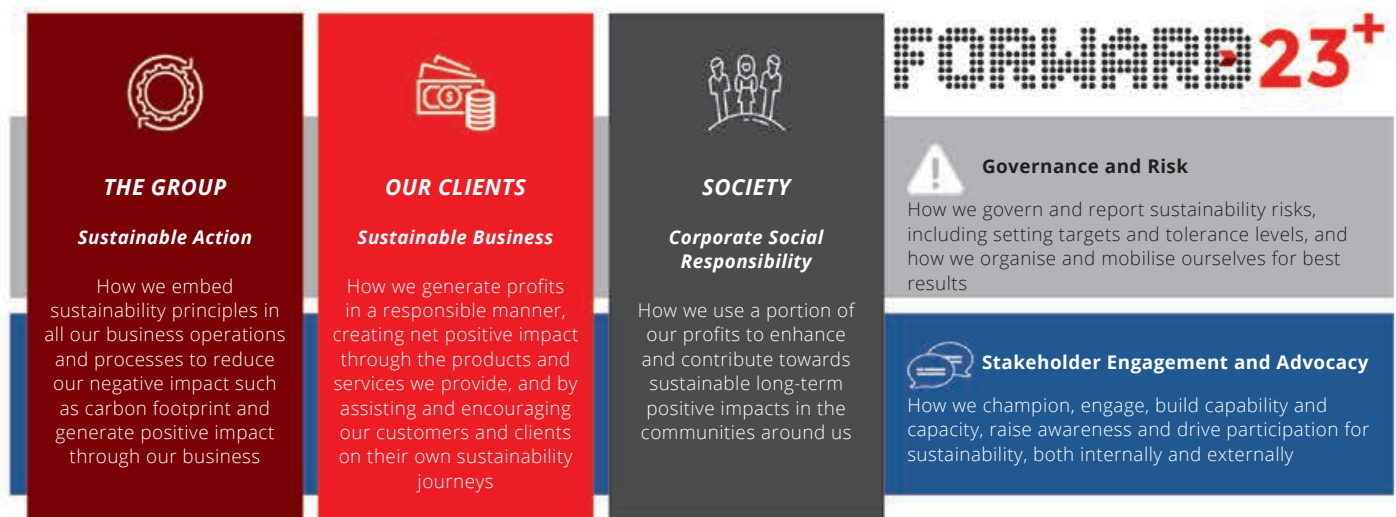 THE GROUP
Sustainable Action
How we embed
sustainability principles in
all our business operations
and processes to reduce
our negative impact such
as carbon footprint and
generate positive impact
through our business
OUR CLIENTS
Sustainable Business
How we generate profits
in a responsible manner,
creating net positive impact
through the products and
services we provide, and by
assisting and encouraging
our customers and clients
on their own sustainability
journeys
SOCIETY
Corporate Social
Responsibility
How we use a portion of
our profits to enhance
and contribute towards
sustainable long-term
positive impacts in the
communities around us
FORWARD23+
Governance and Risk
How we govern and report sustainability risks,
including setting targets and tolerance levels, and
how we organise and mobilise ourselves for best
results
Stakeholder Engagement and Advocacy
How we champion, engage, build capability and
capacity, raise awareness and drive participation for
sustainability, both internally and externally